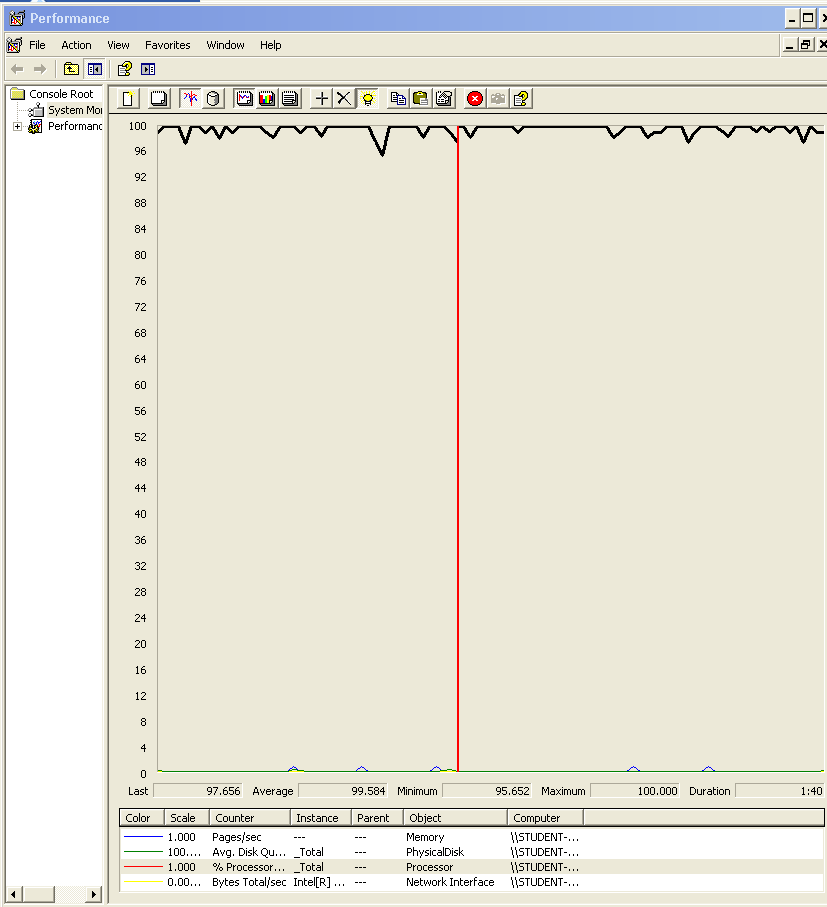 Performance
File Action View Favorites Window Help
Console Root
System Mor
Performanc
100
96
92
88
84
80
76
72
68
64
60
56
52
48
44
40
36
32
28
24
20
16
12
8
4
0
Last 97.656 Average 99.584 Minimum 95.652 Maximum 100.000 Duration 1:40
Color Scale Counter Instance Parent Object Computer
1.000 Pages/sec --- --- Memory \\STUDENT-...
100.... Avg. Disk Qu... _Total --- PhysicalDisk \\STUDENT-...
1.000 % Processor... _Total --- Processor \\STUDENT-...
0.00... Bytes Total/sec Intel[R] ... --- Network Interface \\STUDENT-...